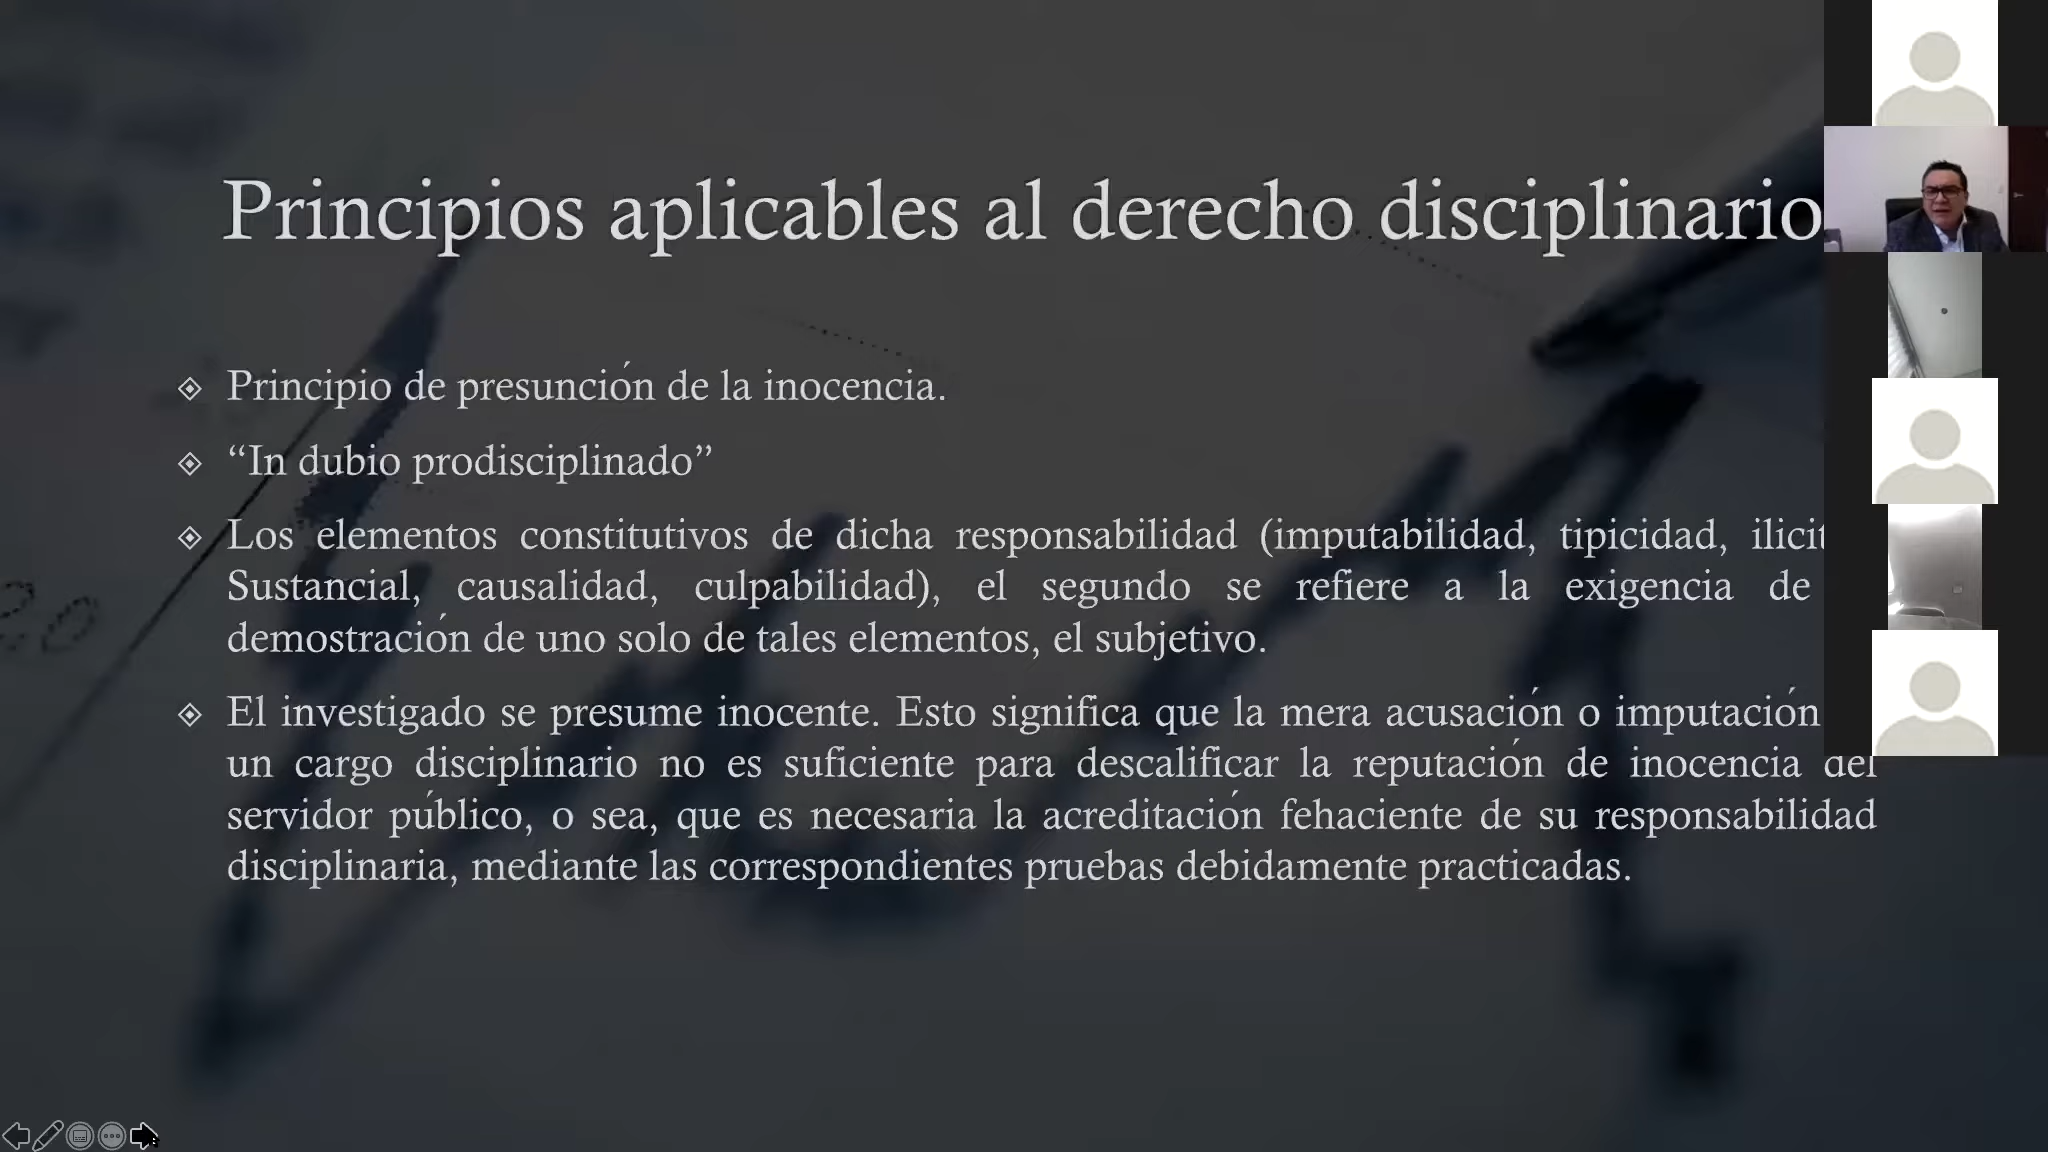 Principios aplicables al derecho disciplinario
Principio de presunción de la inocencia.
“In dubio prodisciplinado”
Los elementos constitutivos de dicha responsabilidad (imputabilidad, tipicidad,
Sustancial, causalidad, culpabilidad), el segundo se refiere a la exigencia de
demostración de uno solo de tales elementos, el subjetivo.
El investigado se presume inocente. Esto significa que la mera acusación o imputación
un cargo disciplinario no es suficiente para descalificar la reputación de inocencia del
servidor público, o sea, que es necesaria la acreditación fehaciente de su responsabilidad
disciplinaria, mediante las correspondientes pruebas debidamente practicadas.